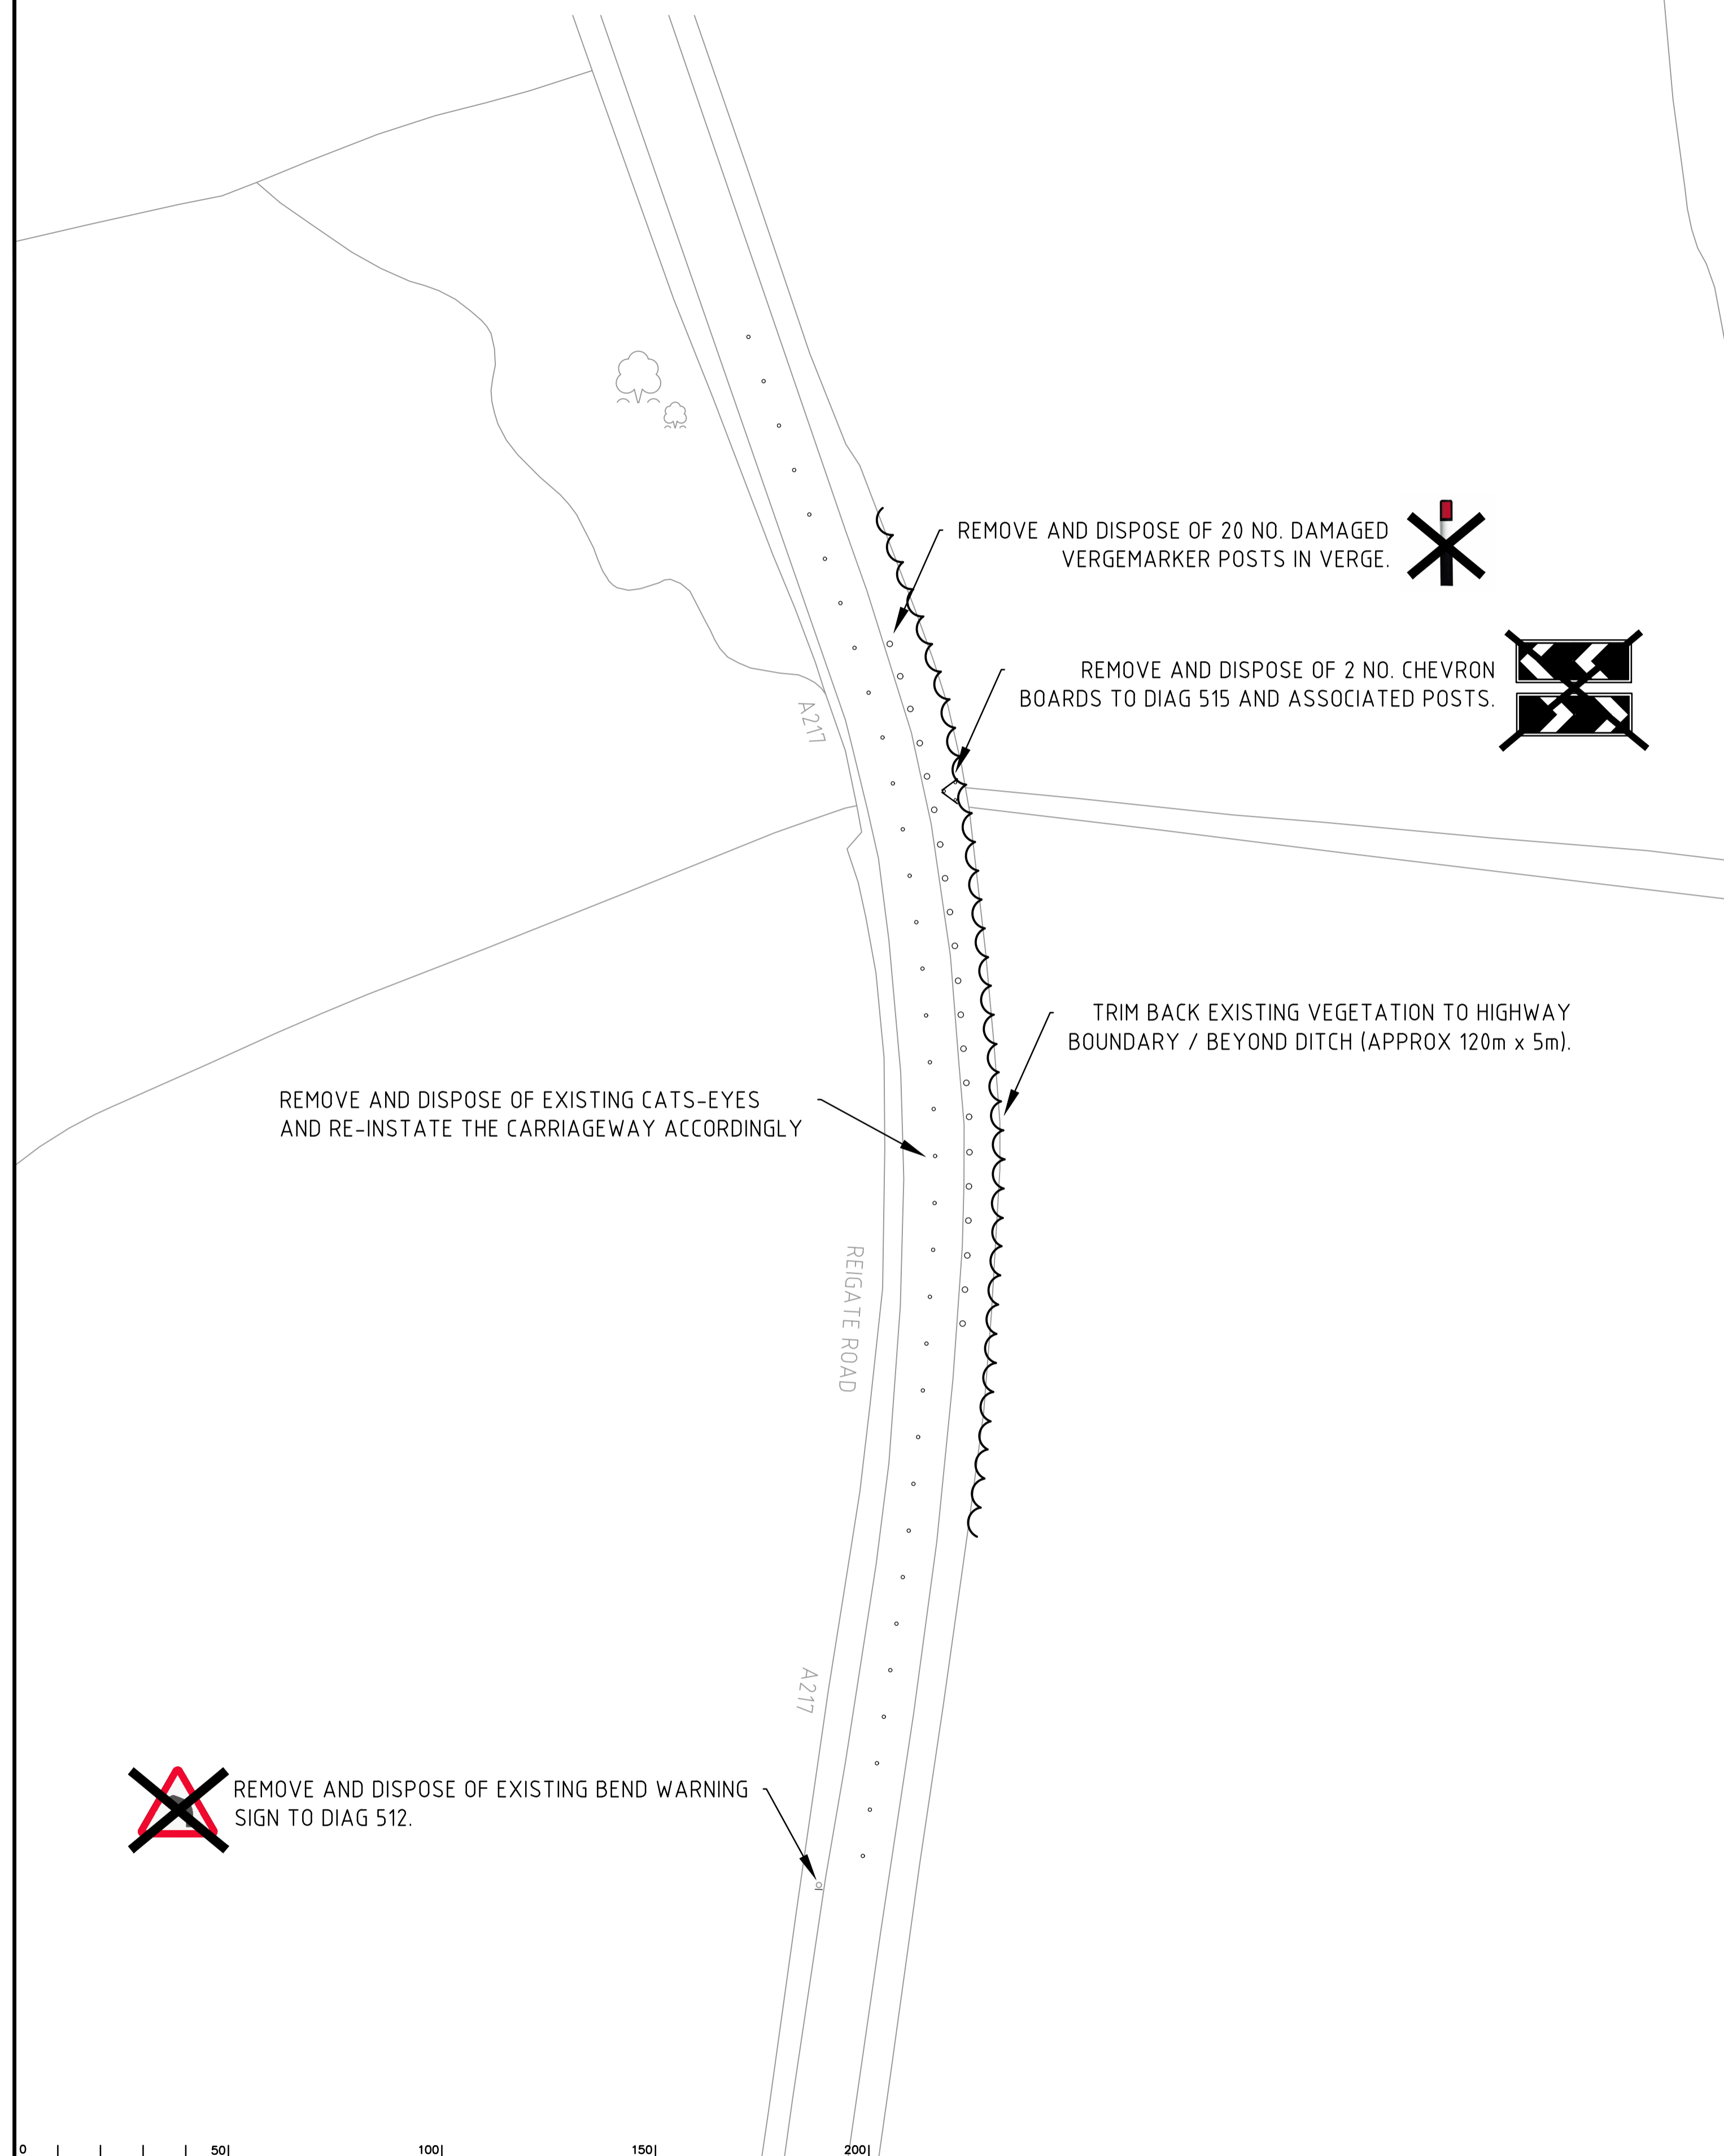 REMOVE AND DISPOSE OF 20 NO. DAMAGED
VERGEMARKER POSTS IN VERGE.
REMOVE AND DISPOSE OF 2 NO. CHEVRON
BOARDS TO DIAG 515 AND ASSOCIATED POSTS.
A217
TRIM BACK EXISTING VEGETATION TO HIGHWAY
BOUNDARY / BEYOND DITCH (APPROX 120m x 5m).
REMOVE AND DISPOSE OF EXISTING CATS-EYES
AND RE-INSTATE THE CARRIAGEWAY ACCORDINGLY
REIGATE ROAD
A217
REMOVE AND DISPOSE OF EXISTING BEND WARNING
SIGN TO DIAG 512.
0 50 100 150 200